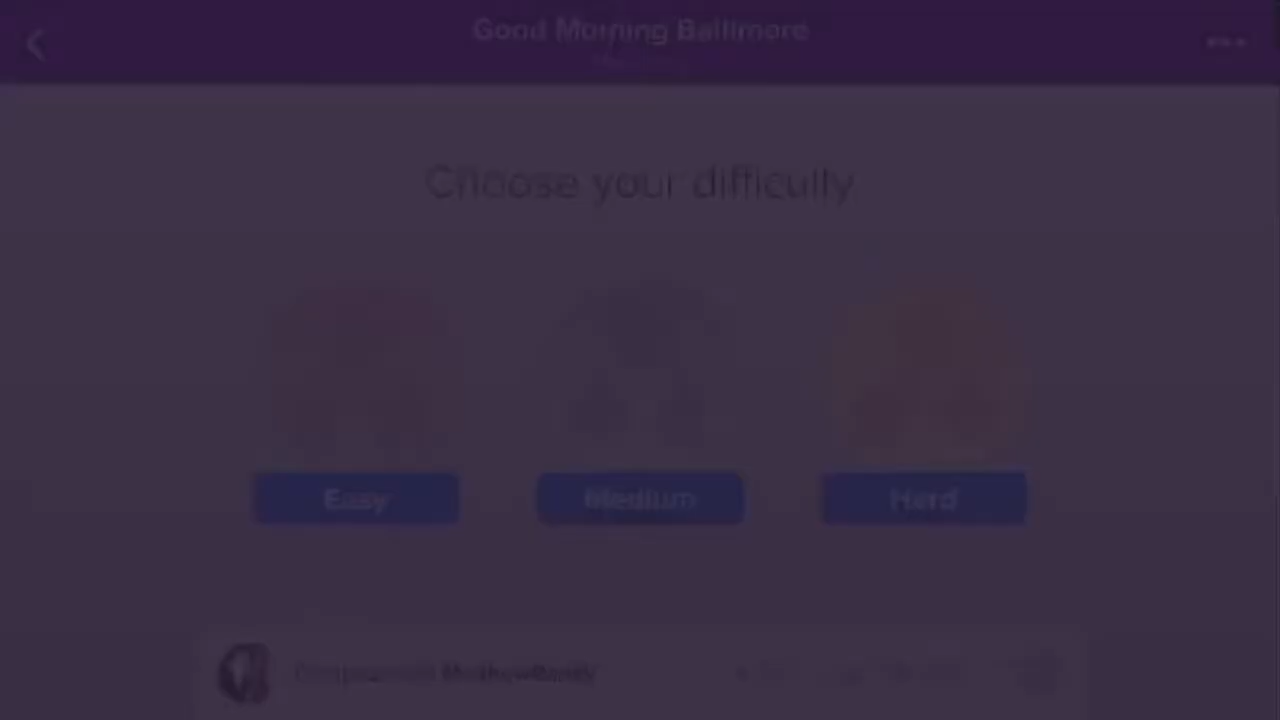 Good Morning Baltimore
Choose your difficulty
Easy
Medium
Hard